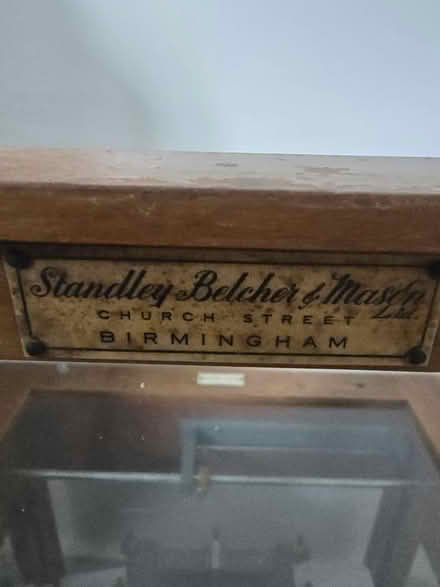 Standley Belcher & Mason Ltd.
CHURCH STREET
BIRMINGHAM